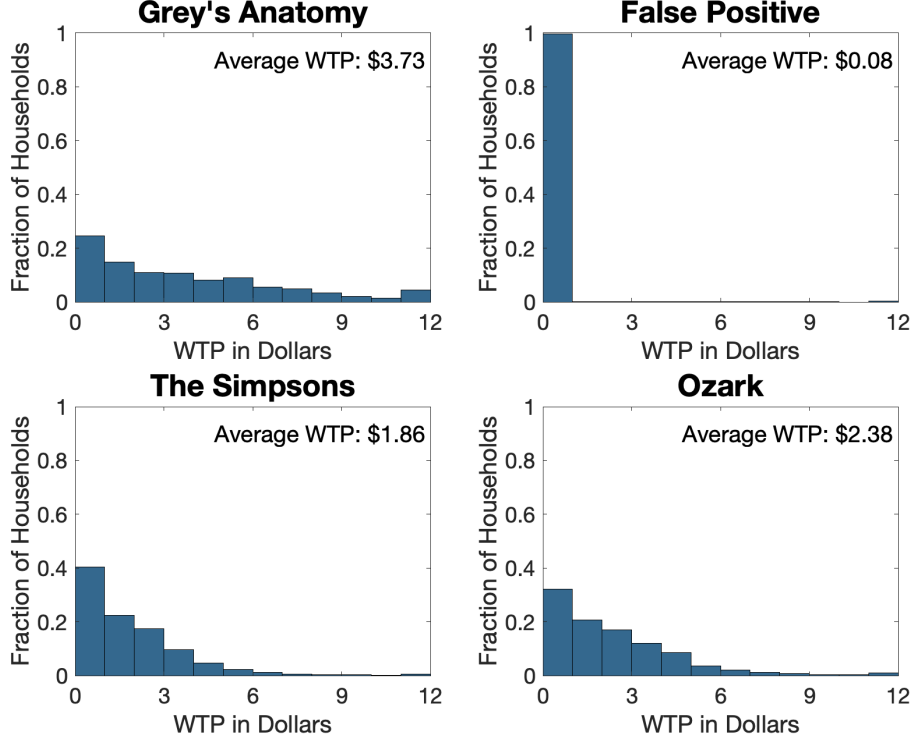 Grey's Anatomy
Average WTP: $3.73
Fraction of Households
1
0.8
0.6
0.4
0.2
0
0 3 6 9 12
WTP in Dollars
False Positive
Average WTP: $0.08
Fraction of Households
1
0.8
0.6
0.4
0.2
0
0 3 6 9 12
WTP in Dollars
The Simpsons
Average WTP: $1.86
Fraction of Households
1
0.8
0.6
0.4
0.2
0
0 3 6 9 12
WTP in Dollars
Ozark
Average WTP: $2.38
Fraction of Households
1
0.8
0.6
0.4
0.2
0
0 3 6 9 12
WTP in Dollars